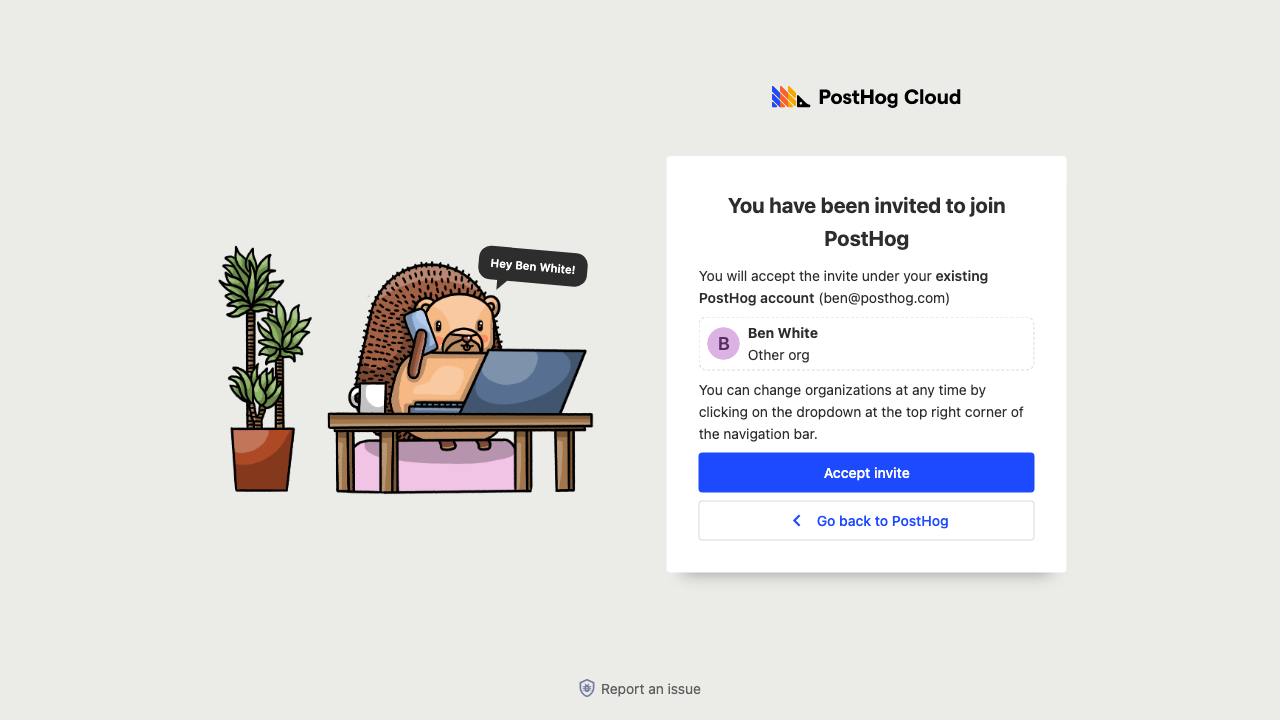 PostHog Cloud
You have been invited to join
PostHog
You will accept the invite under your existing
PostHog account (ben@posthog.com)
Hey Ben White!
B
Ben White
Other org
You can change organizations at any time by
clicking on the dropdown at the top right corner of
the navigation bar.
Accept invite
Go back to PostHog
Report an issue